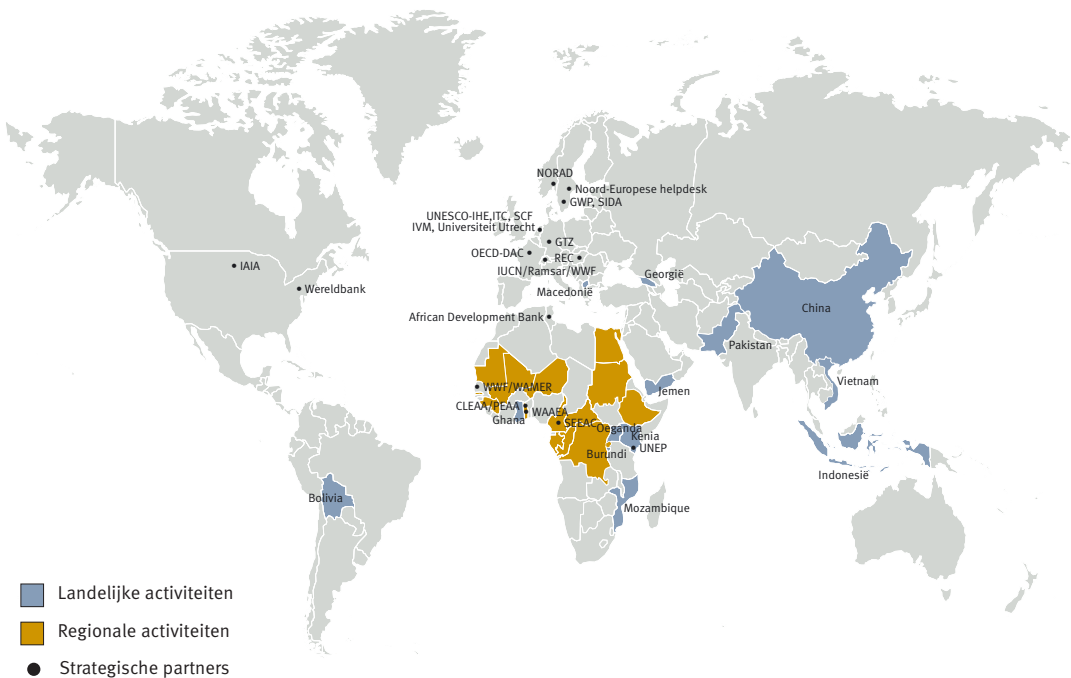 NORAD
Noord-Europese helpdesk
GWP, SIDA
UNESCO-IHE,ITC, SCF
IVM, Universiteit Utrecht
GTZ
OECD-DAC
REC
IUCN/Ramsar/WWF
IAIA
Wereldbank
Macedonië
Georgië
African Development Bank
China
Pakistan
WWF/WAMER
Jemen
Vietnam
CLEAA/PEAA
WAAEA
Ghana
SEEAC
Oeganda
Kenia
UNEP
Burundi
Indonesië
Bolivia
Mozambique
Landelijke activiteiten
Regionale activiteiten
Strategische partners